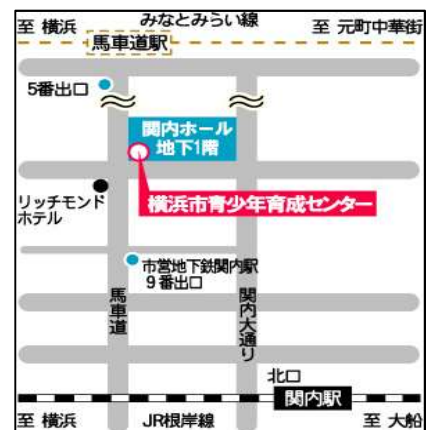 至 横浜
みなとみらい線
至 元町中華街
馬車道駅
5番出口
関内ホール
地下1階
リッチモンド
ホテル
横浜市青少年育成センター
市営地下鉄関内駅
9番出口
馬車道
関内大通り
北口
関内駅
至 横浜
JR根岸線
至 大船